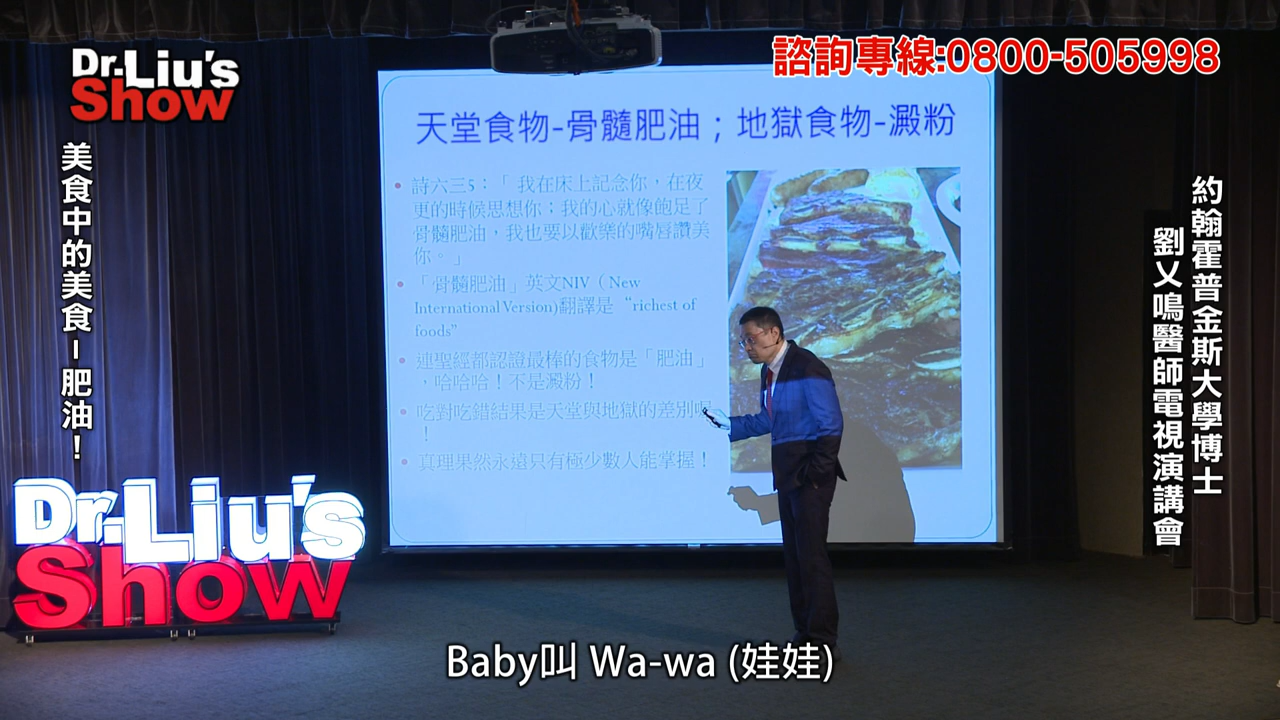 Dr.Liu's
Show
諮詢專線:0800-505998
美食中的美食－肥油！
天堂食物-骨髓肥油；地獄食物-澱粉
詩六三5：「 我在床上記念你，在夜
更的時候思想你；我的心就像飽足了
骨髓肥油，我也要以歡樂的嘴唇讚美
你。」
「骨髓肥油」英文NIV（ New
International Version)翻譯是 “richest of
foods”
連聖經都認證最棒的食物是「肥油」
，哈哈哈！不是澱粉！
吃對吃錯結果是天堂與地獄的差別喔
！
真理果然永遠只有極少數人能掌握！
約翰霍普金斯大學博士
劉乂鳴醫師電視演講會
Dr.Liu's
Show
Baby叫 Wa-wa (娃娃)